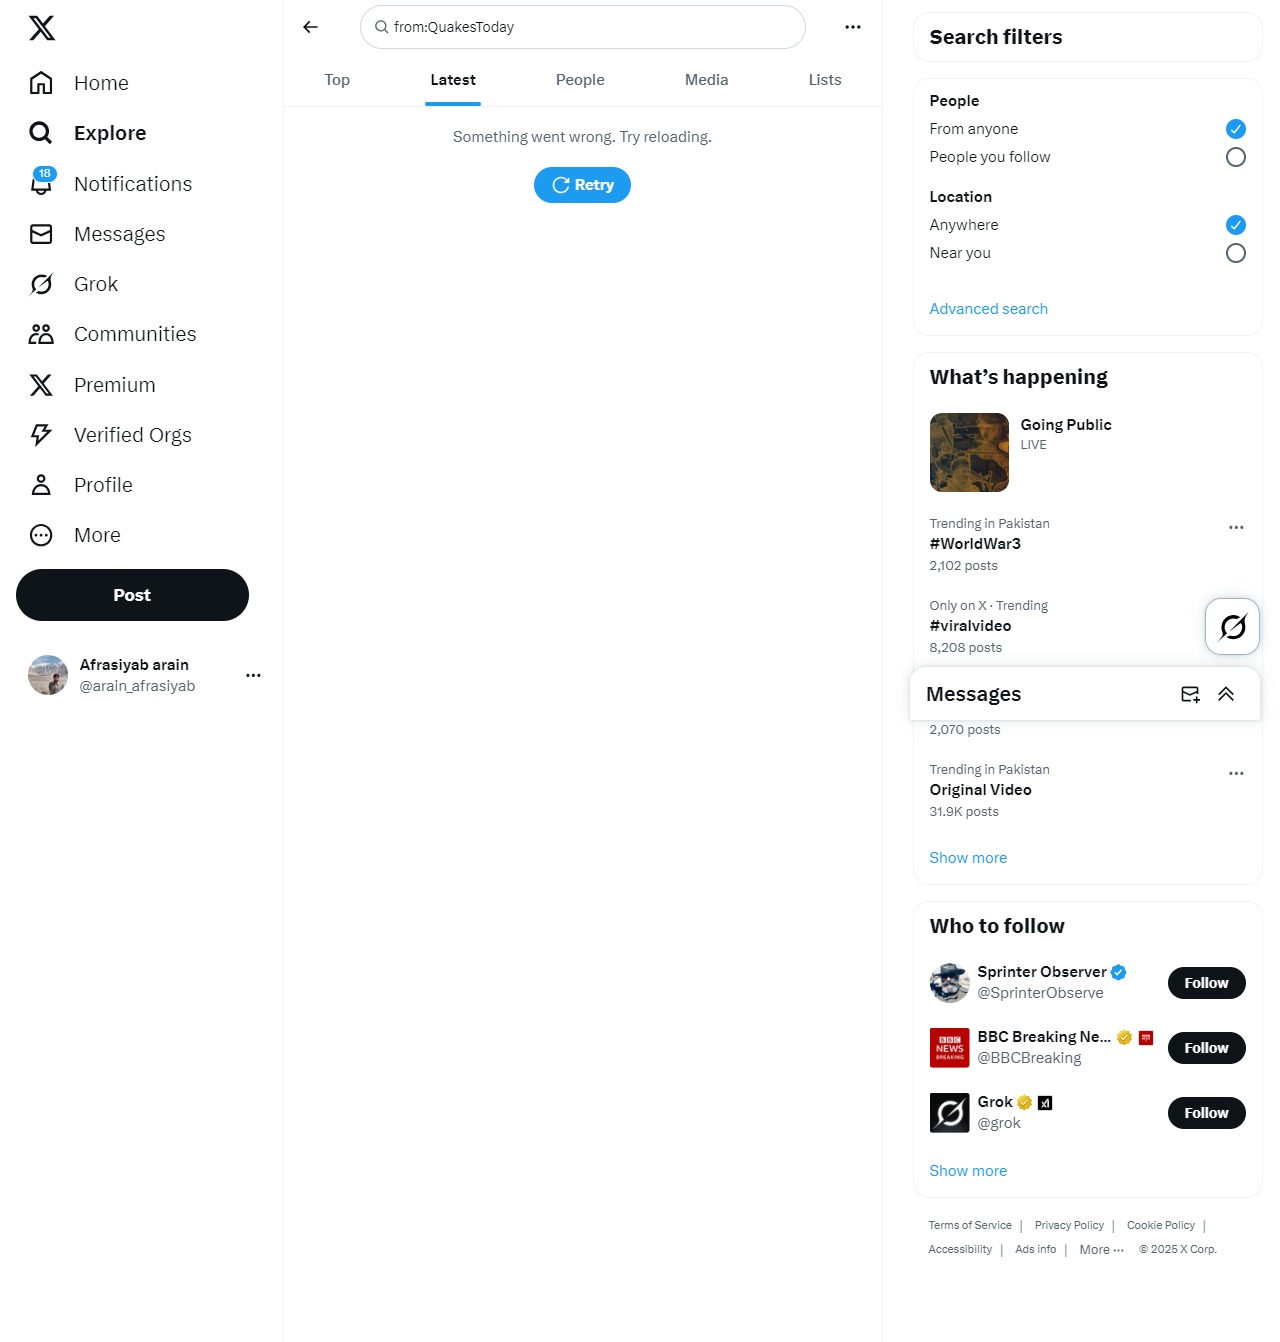 Home
Explore
18
Notifications
Messages
Grok
Communities
Premium
Verified Orgs
Profile
More
Post
Afrasiyab arain
@arain_afrasiyab
from:QuakesToday
Top Latest People Media Lists
Something went wrong. Try reloading.
Retry
Search filters
People
From anyone
People you follow
Location
Anywhere
Near you
Advanced search
What’s happening
Going Public
LIVE
Trending in Pakistan
#WorldWar3
2,102 posts
Only on X · Trending
#viralvideo
8,208 posts
Messages
2,070 posts
Trending in Pakistan
Original Video
31.9K posts
Show more
Who to follow
Sprinter Observer
@SprinterObserve
Follow
BBC
NEWS
BREAKING
BBC Breaking Ne...
@BBCBreaking
Follow
Grok
@grok
Follow
Show more
Terms of Service | Privacy Policy | Cookie Policy |
Accessibility | Ads info | More ··· © 2025 X Corp.